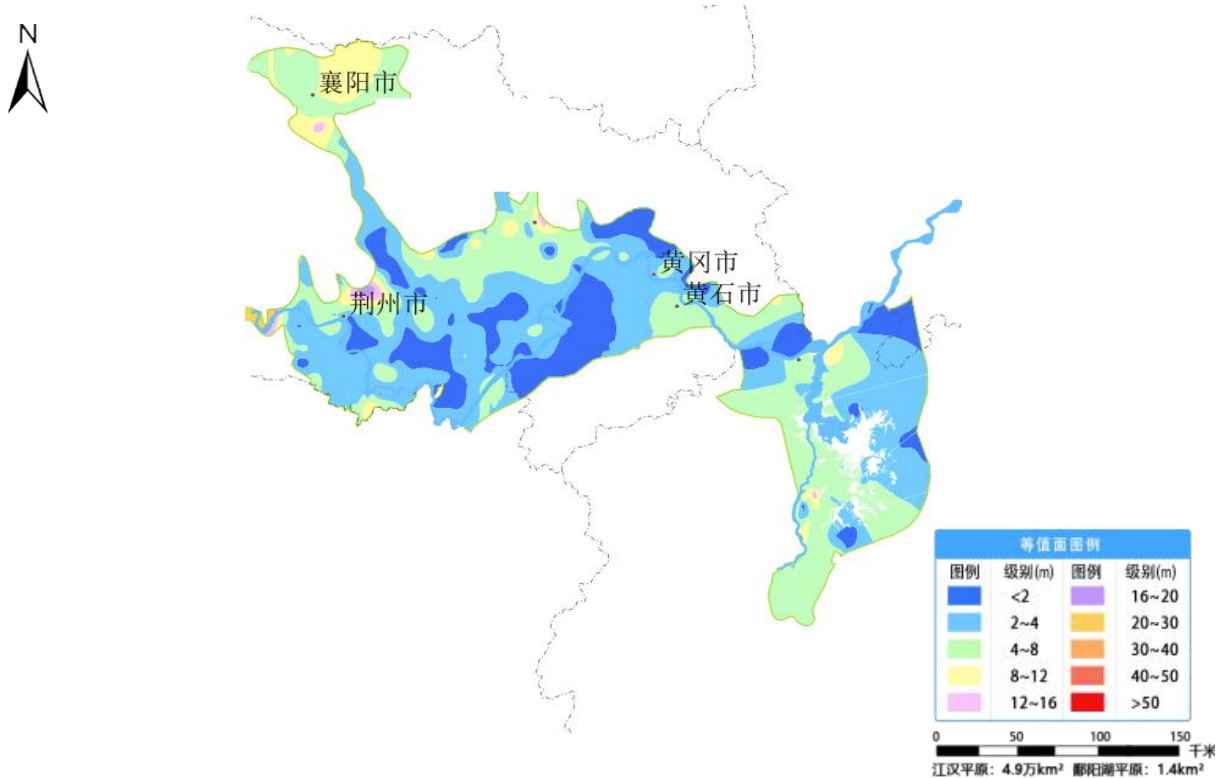 N
襄阳市
黄冈市
黄石市
荆州市
等值面图例
图例 级别(m) 图例 级别(m)
<2 16~20
2~4 20~30
4~8 30~40
8~12 40~50
12~16 >50
0 50 100 150
千米
江汉平原：4.9万km² 鄱阳湖平原：1.4km²